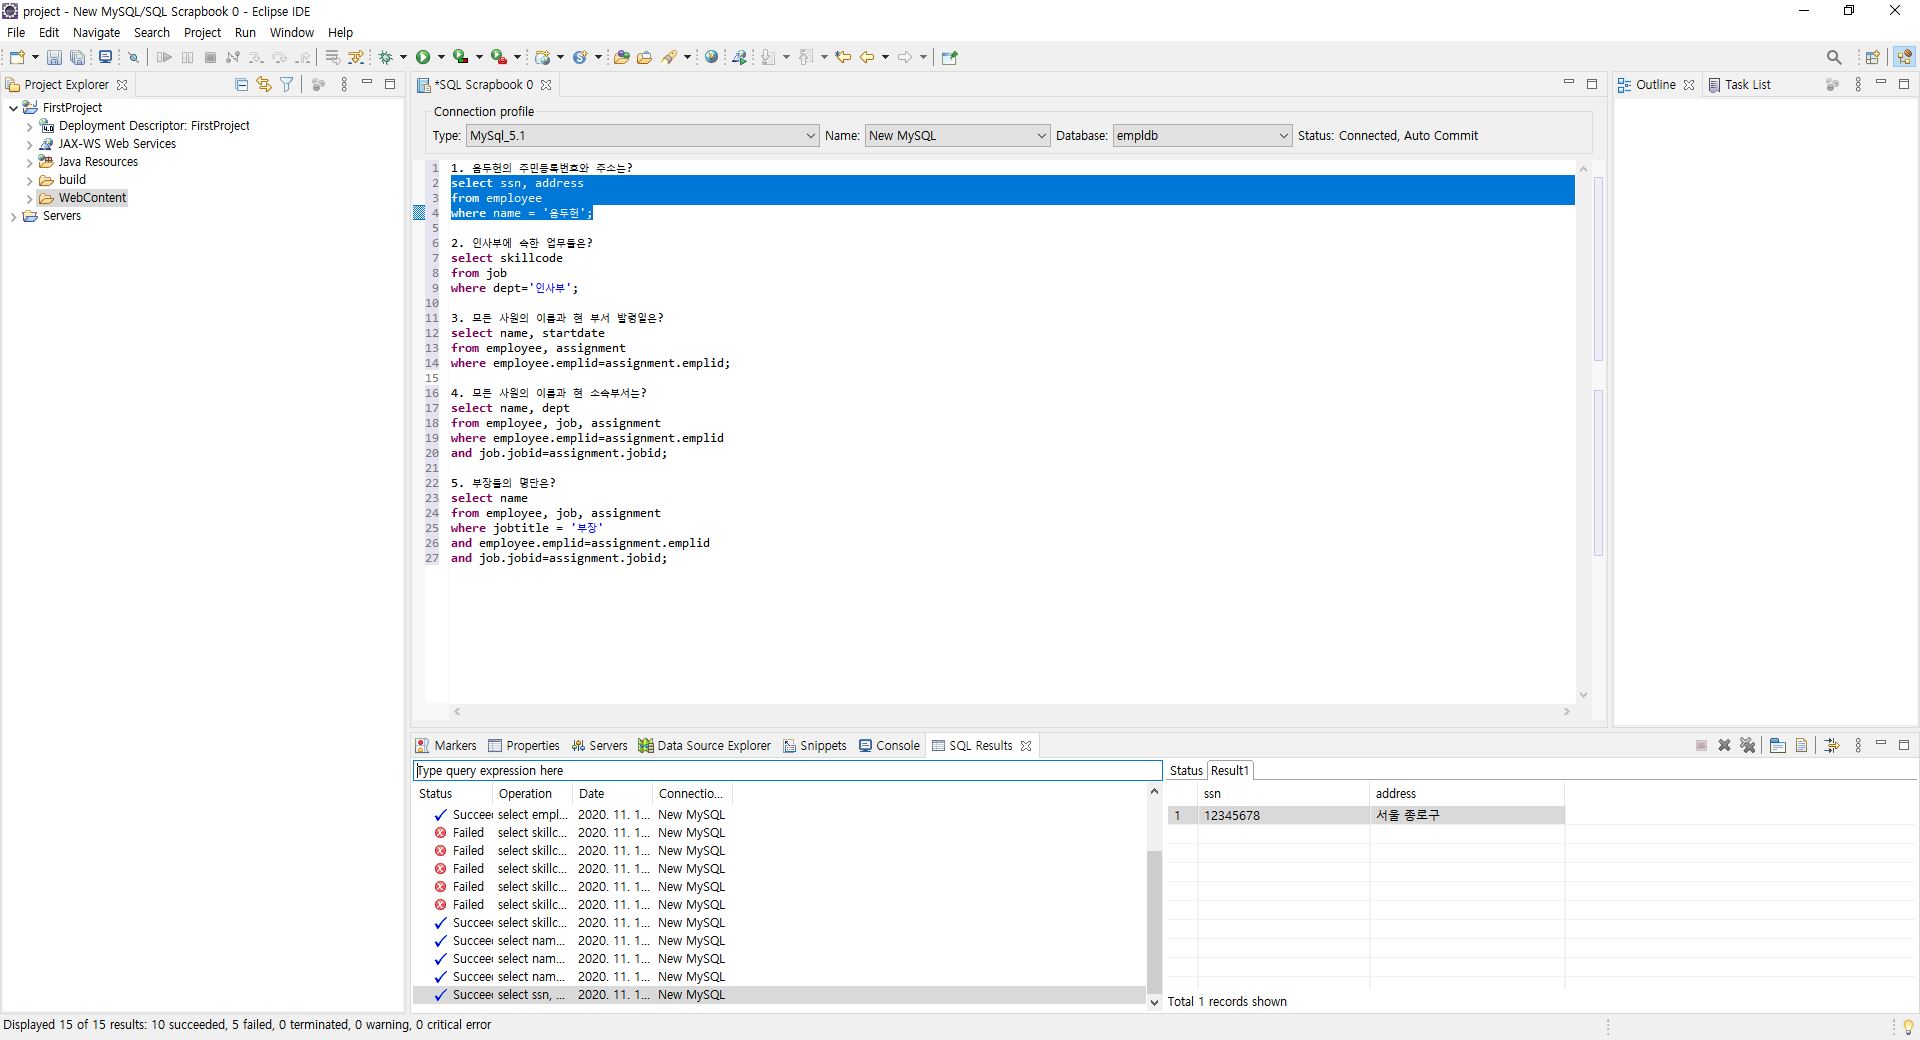 project - New MySQL/SQL Scrapbook 0 - Eclipse IDE
File Edit Navigate Search Project Run Window Help
Project Explorer
FirstProject
Deployment Descriptor: FirstProject
JAX-WS Web Services
Java Resources
build
WebContent
Servers
*SQL Scrapbook 0
Connection profile
Type: MySql_5.1 Name: New MySQL Database: empldb Status: Connected, Auto Commit
1 1. 음두헌의 주민등록번호와 주소는?
2 select ssn, address
3 from employee
4 where name = '음두헌';
5
6 2. 인사부에 속한 업무들은?
7 select skillcode
8 from job
9 where dept='인사부';
10
11 3. 모든 사원의 이름과 현 부서 발령일은?
12 select name, startdate
13 from employee, assignment
14 where employee.emplid=assignment.emplid;
15
16 4. 모든 사원의 이름과 현 소속부서는?
17 select name, dept
18 from employee, job, assignment
19 where employee.emplid=assignment.emplid
20 and job.jobid=assignment.jobid;
21
22 5. 부장들의 명단은?
23 select name
24 from employee, job, assignment
25 where jobtitle = '부장'
26 and employee.emplid=assignment.emplid
27 and job.jobid=assignment.jobid;
Outline Task List
Markers Properties Servers Data Source Explorer Snippets Console SQL Results
Type query expression here
Status Operation Date Connectio...
Succee select empl... 2020. 11. 1... New MySQL
Failed select skillc... 2020. 11. 1... New MySQL
Failed select skillc... 2020. 11. 1... New MySQL
Failed select skillc... 2020. 11. 1... New MySQL
Failed select skillc... 2020. 11. 1... New MySQL
Failed select skillc... 2020. 11. 1... New MySQL
Succee select skillc... 2020. 11. 1... New MySQL
Succee select nam... 2020. 11. 1... New MySQL
Succee select nam... 2020. 11. 1... New MySQL
Succee select nam... 2020. 11. 1... New MySQL
Succee select ssn, ... 2020. 11. 1... New MySQL
Status Result1
ssn address
1 12345678 서울 종로구
Total 1 records shown
Displayed 15 of 15 results: 10 succeeded, 5 failed, 0 terminated, 0 warning, 0 critical error